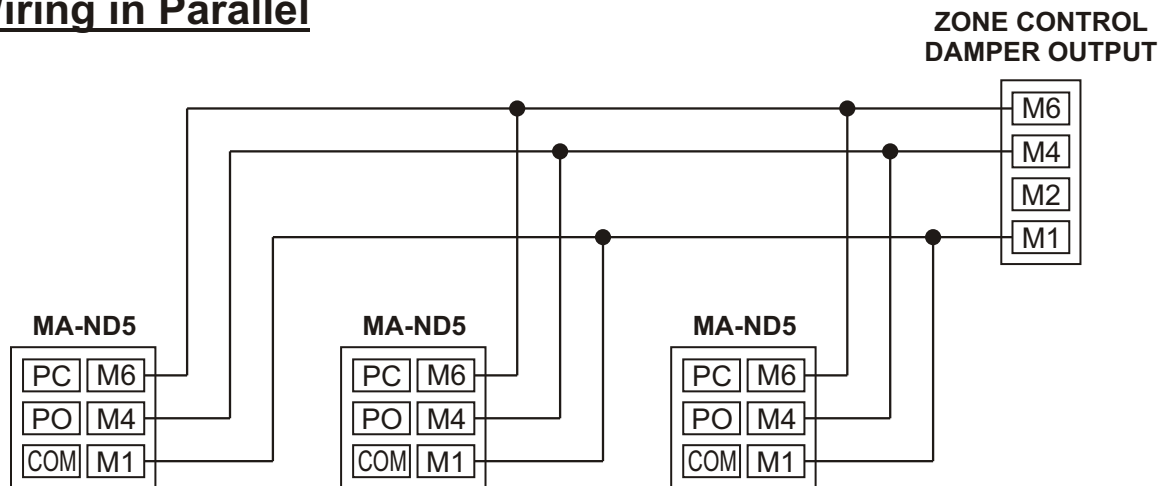 Wiring in Parallel
ZONE CONTROL
DAMPER OUTPUT
M6
M4
M2
M1
MA-ND5 MA-ND5 MA-ND5
PC M6 PC M6 PC M6
PO M4 PO M4 PO M4
COM M1 COM M1 COM M1